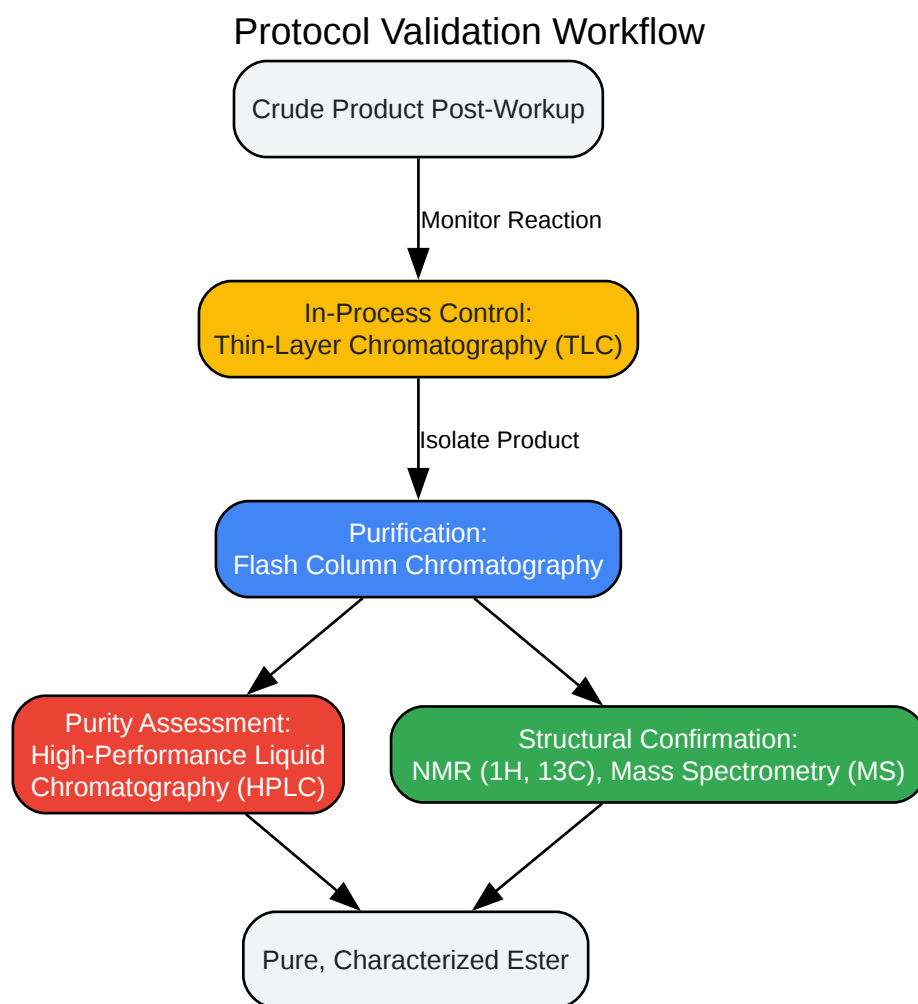 Protocol Validation Workflow
Crude Product Post-Workup
Monitor Reaction
In-Process Control:
Thin-Layer Chromatography (TLC)
Isolate Product
Purification:
Flash Column Chromatography
Purity Assessment:
High-Performance Liquid
Chromatography (HPLC)
Structural Confirmation:
NMR (1H, 13C), Mass Spectrometry (MS)
Pure, Characterized Ester